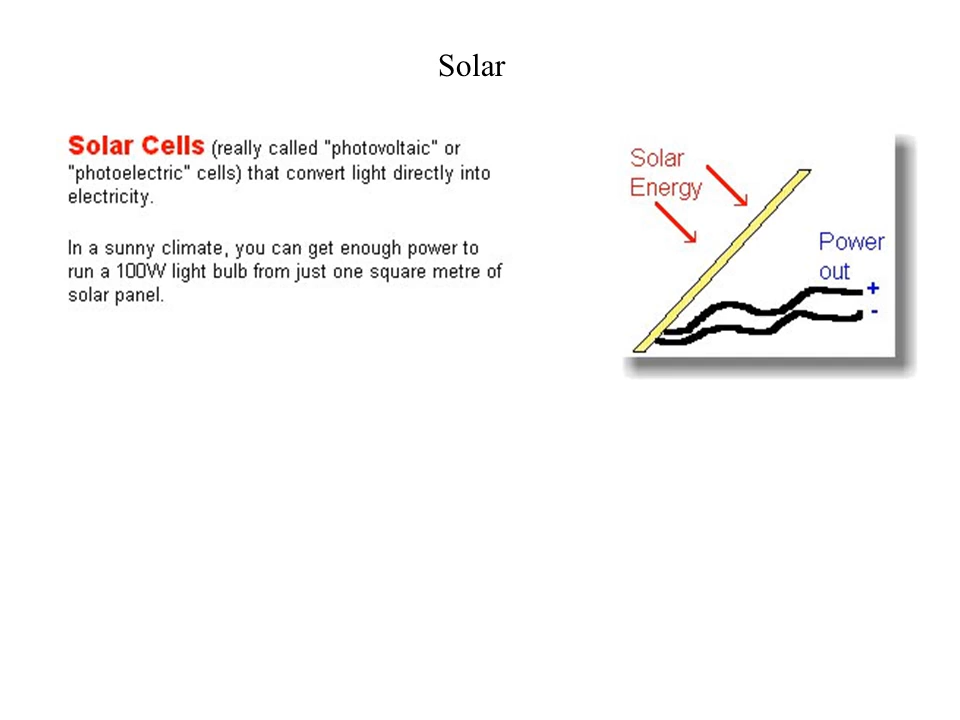 Solar
Solar Cells (really called "photovoltaic" or
"photoelectric" cells) that convert light directly into
electricity.
In a sunny climate, you can get enough power to
run a 100W light bulb from just one square metre of
solar panel.
Solar
Energy
Power
out
+
-